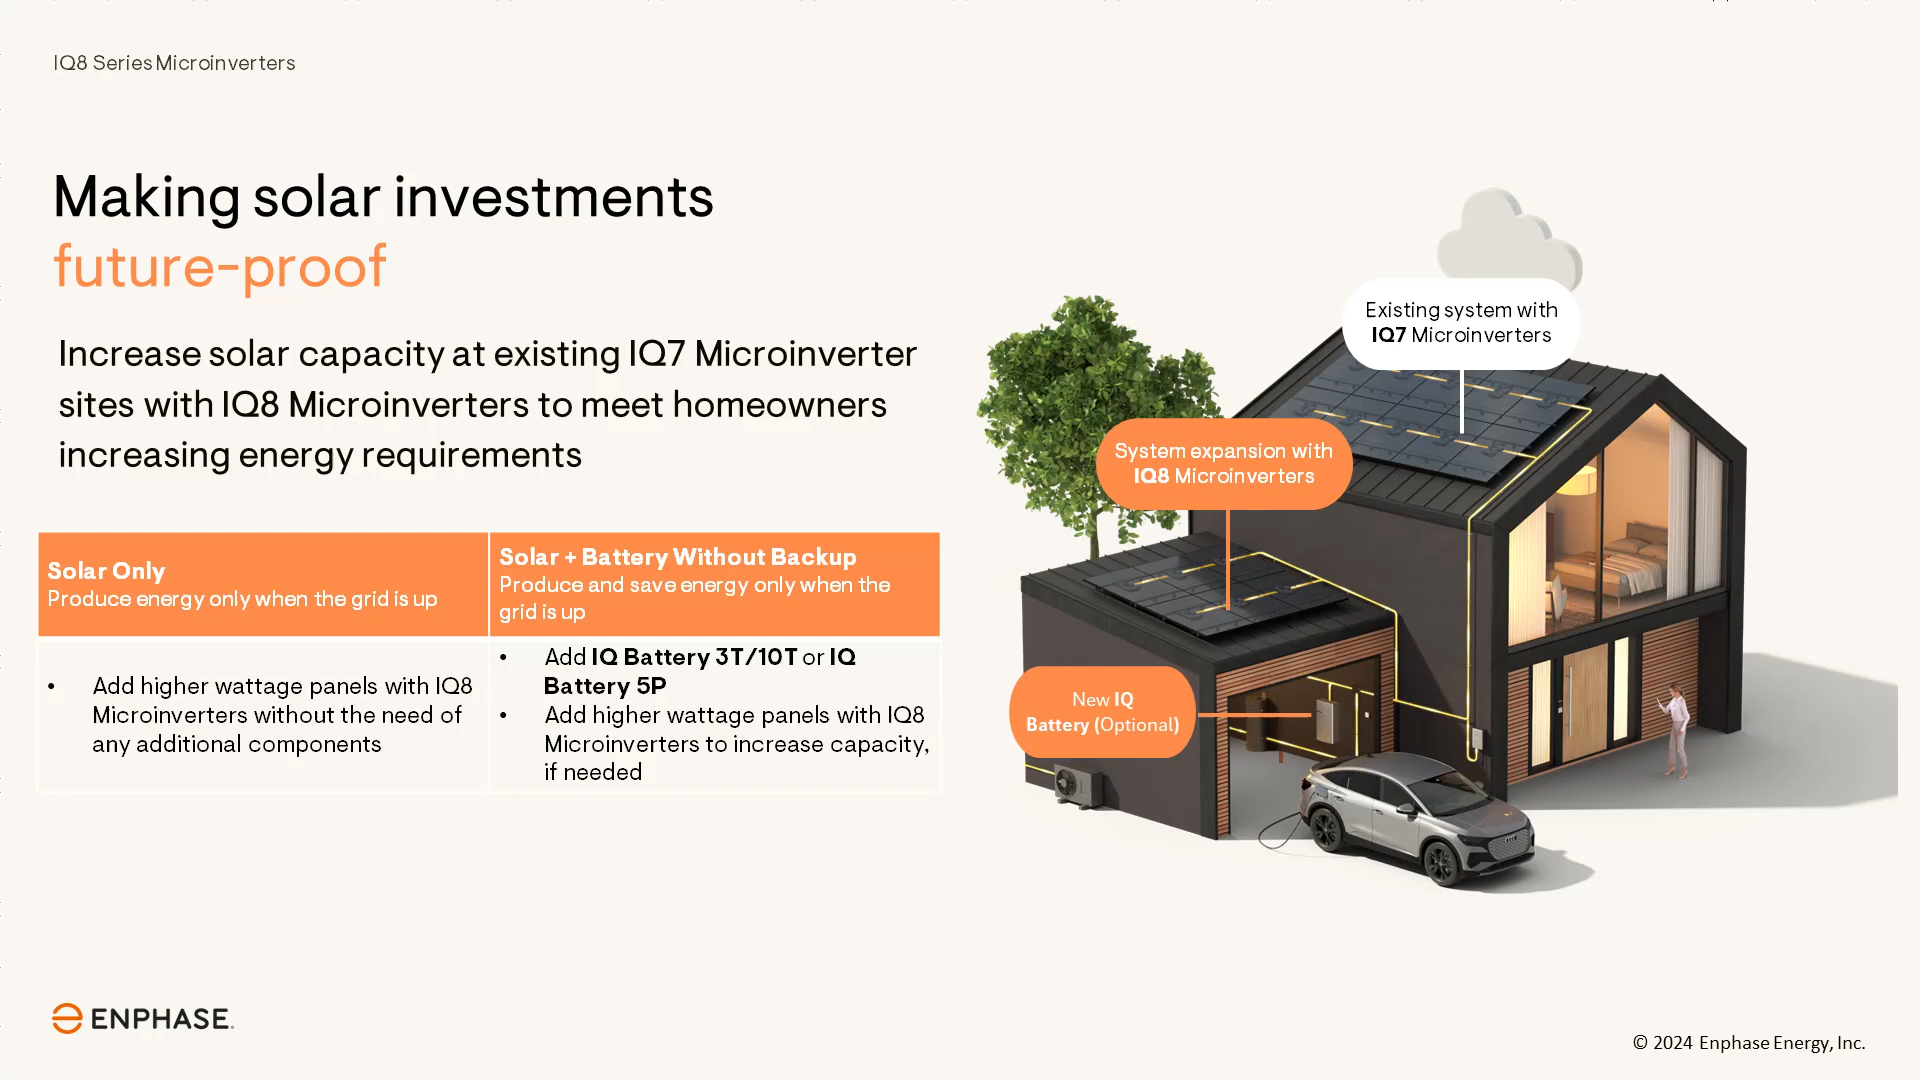 IQ8 Series Microinverters
Making solar investments
future-proof
Increase solar capacity at existing IQ7 Microinverter
sites with IQ8 Microinverters to meet homeowners
increasing energy requirements
Solar Only
Produce energy only when the grid is up
Solar + Battery Without Backup
Produce and save energy only when the
grid is up
• Add higher wattage panels with IQ8
Microinverters without the need of
any additional components
• Add IQ Battery 3T/10T or IQ
Battery 5P
• Add higher wattage panels with IQ8
Microinverters to increase capacity,
if needed
Existing system with
IQ7 Microinverters
System expansion with
IQ8 Microinverters
New IQ
Battery (Optional)
ENPHASE.
© 2024 Enphase Energy, Inc.